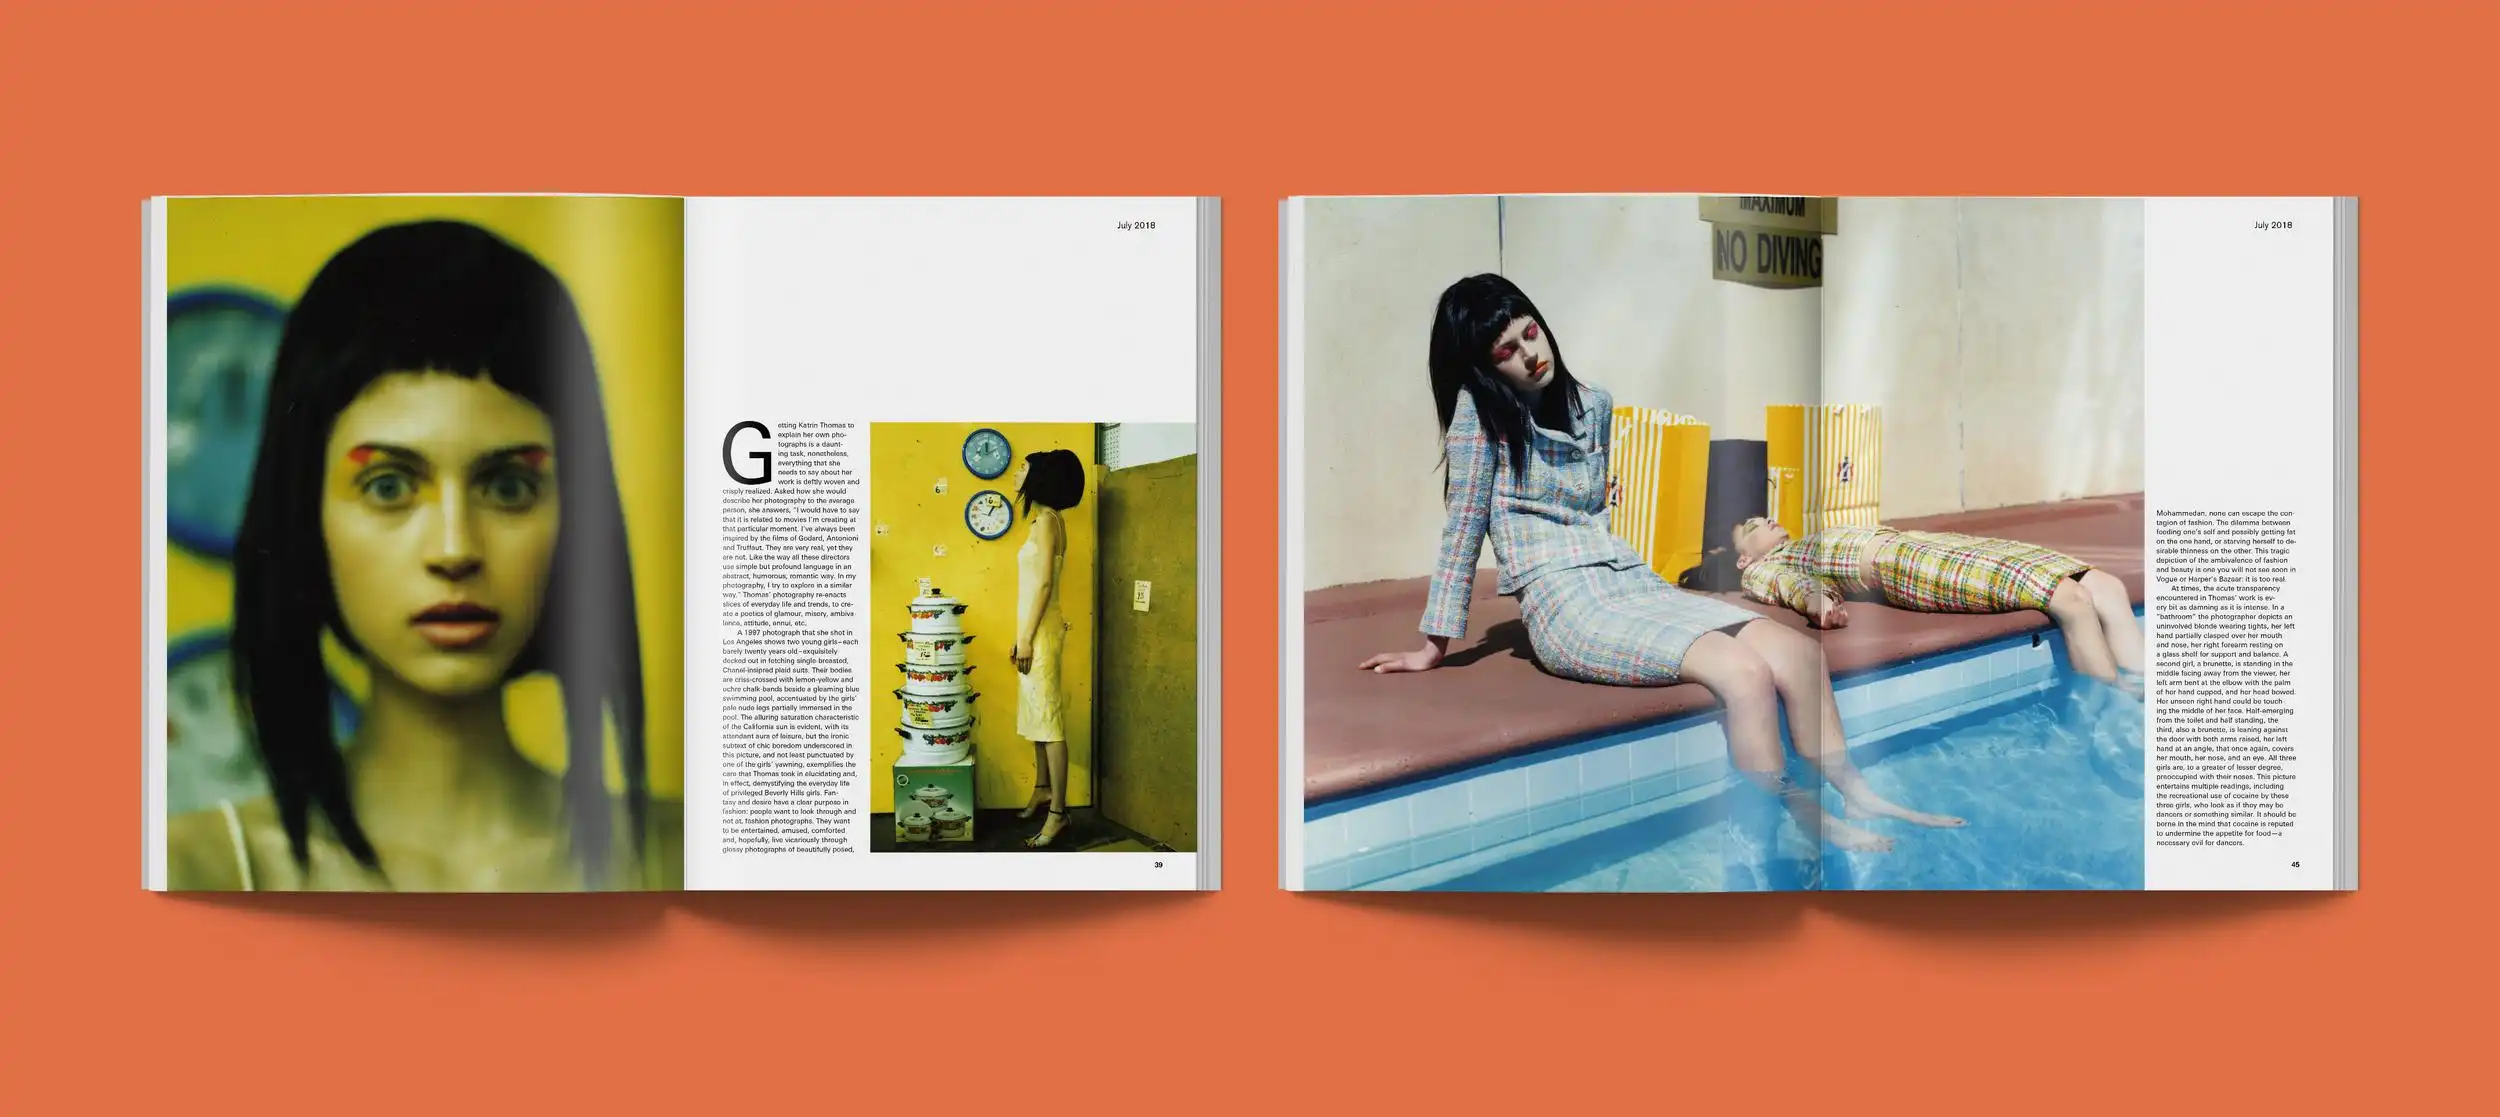 July 2018
Getting Katrin Thomas to
explain her own pho-
tographs is a daunt-
ing task, nonetheless,
everything that she
needs to say about her
work is deftly woven and
crisply realized. Asked how she would
describe her photography to the average
person, she answers, "I would have to say
that it is related to movies I'm creating at
that particular moment. I've always been
inspired by the films of Godard, Antonioni
and Truffaut. They are very real, yet they
are not. Like the way all these directors
use simple but profound language in an
abstract, humorous, romantic way. In my
photography, I try to explore in a similar
way." Thomas' photography re-enacts
slices of everyday life and trends, to cre-
ate a poetics of glamour, misery, ambiva
lence, attitude, ennui, etc.
A 1997 photograph that she shot in
Los Angeles shows two young girls–each
barely twenty years old–exquisitely
decked out in fetching single-breasted,
Chanel-insipred plaid suits. Their bodies
are criss-crossed with lemon-yellow and
ochre chalk-bands beside a gleaming blue
swimming pool, accentuated by the girls'
pale nude legs partially immersed in the
pool. The alluring saturation characteristic
of the California sun is evident, with its
attendant aura of leisure, but the ironic
subtext of chic boredom underscored in
this picture, and not least punctuated by
one of the girls' yawning, exemplifies the
care that Thomas took in elucidating and,
in effect, demystifying the everyday life
of privileged Beverly Hills girls. Fan-
tasy and desire have a clear purpose in
fashion: people want to look through and
not at, fashion photographs. They want
to be entertained, amused, comforted
and, hopefully, live vicariously through
glossy photographs of beautifully posed,
39
MAXIMUM
NO DIVING
July 2018
Mohammedan, none can escape the con-
tagion of fashion. The dilemma between
feeding one's self and possibly getting fat
on the one hand, or starving herself to de-
sirable thinness on the other. This tragic
depiction of the ambivalence of fashion
and beauty is one you will not see soon in
Vogue or Harper's Bazaar: it is too real.
At times, the acute transparency
encountered in Thomas' work is ev-
ery bit as damning as it is intense. In a
"bathroom" the photographer depicts an
uninvolved blonde wearing tights, her left
hand partially clasped over her mouth
and nose, her right forearm resting on
a glass shelf for support and balance. A
second girl, a brunette, is standing in the
middle facing away from the viewer, her
left arm bent at the elbow with the palm
of her hand cupped, and her head bowed.
Her unseen right hand could be touch-
ing the middle of her face. Half-emerging
from the toilet and half standing, the
third, also a brunette, is leaning against
the door with both arms raised, her left
hand at an angle, that once again, covers
her mouth, her nose, and an eye. All three
girls are, to a greater of lesser degree,
preoccupied with their noses. This picture
entertains multiple readings, including
the recreational use of cocaine by these
three girls, who look as if they may be
dancers or something similar. It should be
borne in the mind that cocaine is reputed
to undermine the appetite for food—a
necessary evil for dancers.
45